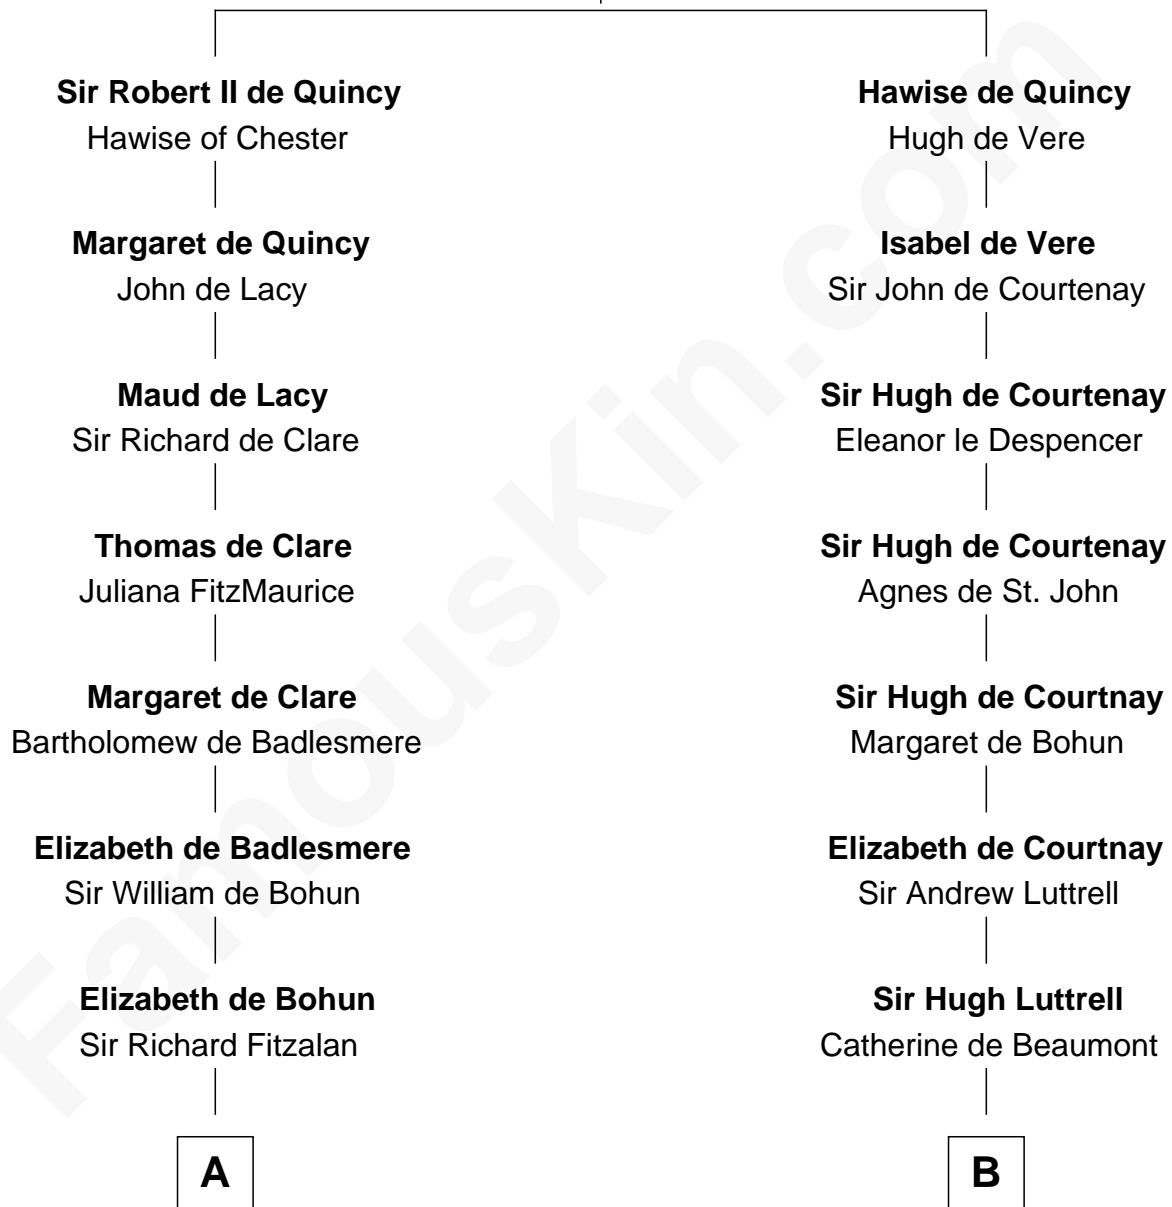 Sir Robert II de Quincy
Hawise of Chester
Margaret de Quincy
John de Lacy
Maud de Lacy
Sir Richard de Clare
Thomas de Clare
Juliana FitzMaurice
Margaret de Clare
Bartholomew de Badlesmere
Elizabeth de Badlesmere
Sir William de Bohun
Elizabeth de Bohun
Sir Richard Fitzalan
A
Hawise de Quincy
Hugh de Vere
Isabel de Vere
Sir John de Courtenay
Sir Hugh de Courtenay
Eleanor le Despencer
Sir Hugh de Courtenay
Agnes de St. John
Sir Hugh de Courtnay
Margaret de Bohun
Elizabeth de Courtnay
Sir Andrew Luttrell
Sir Hugh Luttrell
Catherine de Beaumont
B
FamousKin.com